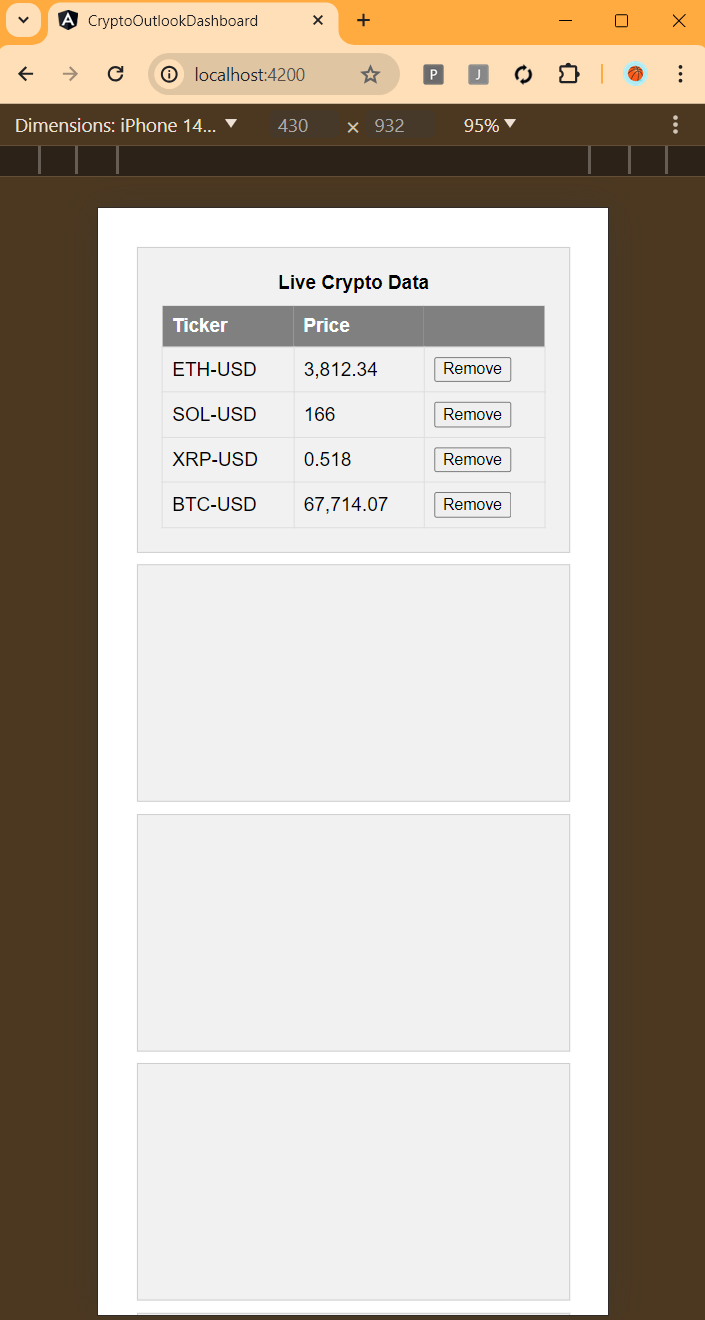 CryptoOutlookDashboard
localhost:4200
P
J
Dimensions: iPhone 14... 430 × 932 95%
Live Crypto Data
Ticker Price
ETH-USD 3,812.34 Remove
SOL-USD 166 Remove
XRP-USD 0.518 Remove
BTC-USD 67,714.07 Remove